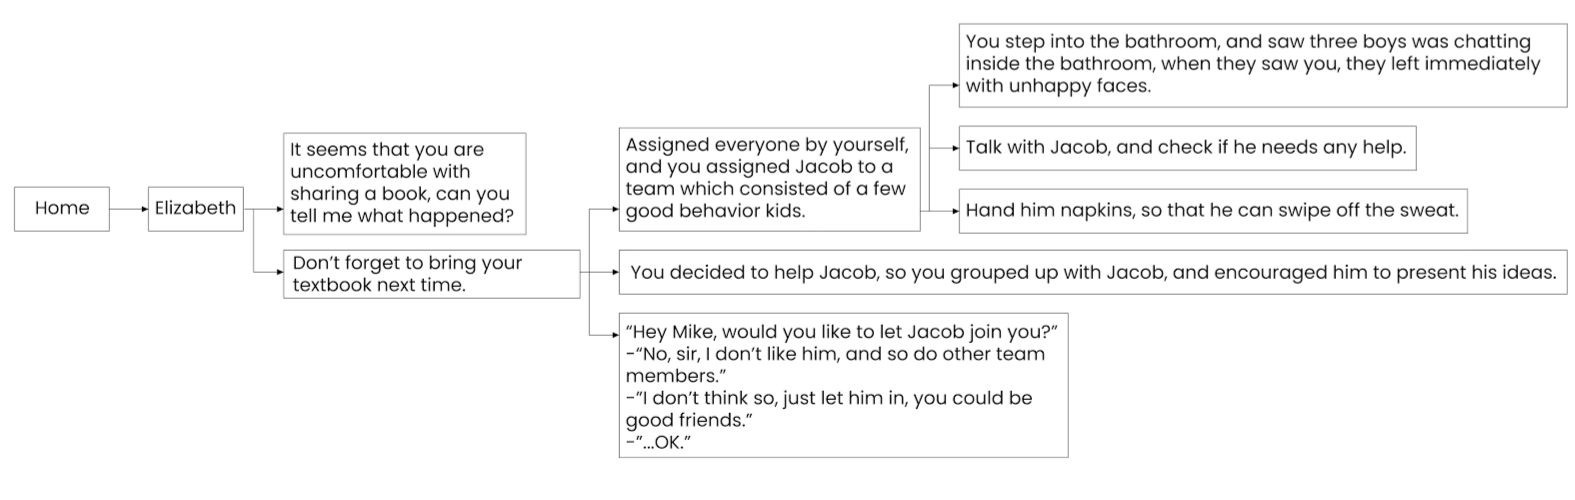 Home
Elizabeth
It seems that you are
uncomfortable with
sharing a book, can you
tell me what happened?
Don’t forget to bring your
textbook next time.
Assigned everyone by yourself,
and you assigned Jacob to a
team which consisted of a few
good behavior kids.
You step into the bathroom, and saw three boys was chatting
inside the bathroom, when they saw you, they left immediately
with unhappy faces.
Talk with Jacob, and check if he needs any help.
Hand him napkins, so that he can swipe off the sweat.
You decided to help Jacob, so you grouped up with Jacob, and encouraged him to present his ideas.
“Hey Mike, would you like to let Jacob join you?”
-“No, sir, I don’t like him, and so do other team
members.”
-”I don’t think so, just let him in, you could be
good friends.”
-”...OK.”